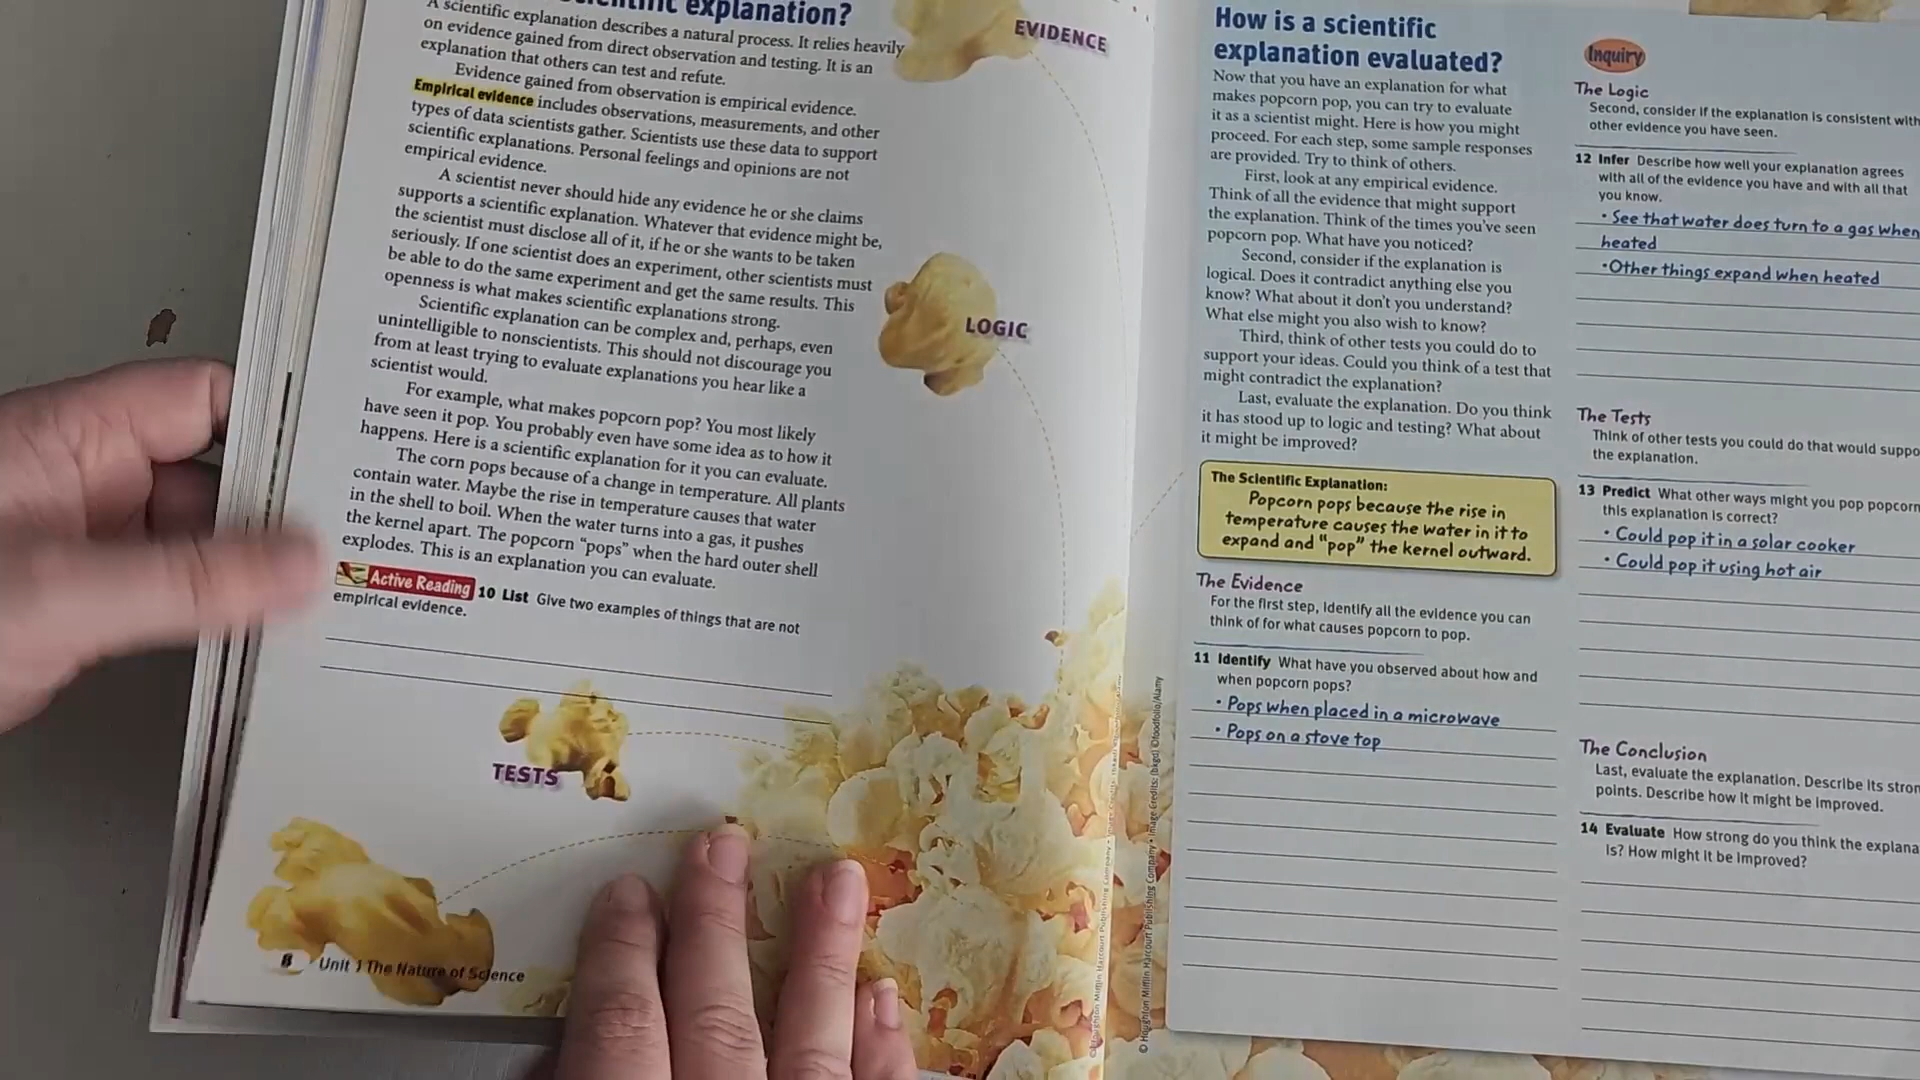 explanation?
A scientific explanation describes a natural process. It relies heavily
on evidence gained from direct observation and testing. It is an
explanation that others can test and refute.
Evidence gained from observation is empirical evidence.
Empirical evidence includes observations, measurements, and other
types of data scientists gather. Scientists use these data to support
scientific explanations. Personal feelings and opinions are not
empirical evidence.
A scientist never should hide any evidence he or she claims
supports a scientific explanation. Whatever that evidence might be,
the scientist must disclose all of it, if he or she wants to be taken
seriously. If one scientist does an experiment, other scientists must
be able to do the same experiment and get the same results. This
openness is what makes scientific explanations strong.
Scientific explanation can be complex and, perhaps, even
unintelligible to nonscientists. This should not discourage you
from at least trying to evaluate explanations you hear like a
scientist would.
For example, what makes popcorn pop? You most likely
have seen it pop. You probably even have some idea as to how it
happens. Here is a scientific explanation for it you can evaluate.
The corn pops because of a change in temperature. All plants
contain water. Maybe the rise in temperature causes that water
in the shell to boil. When the water turns into a gas, it pushes
the kernel apart. The popcorn "pops" when the hard outer shell
explodes. This is an explanation you can evaluate.
Active Reading 10 List Give two examples of things that are not
empirical evidence.
EVIDENCE
LOGIC
TESTS
8 Unit 1 The Nature of Science
© Houghton Mifflin Harcourt Publishing Company
© Houghton Mifflin Harcourt Publishing Company • Image Credits: (bkgd) ©foodfolio/Alamy
How is a scientific
explanation evaluated?
Now that you have an explanation for what
makes popcorn pop, you can try to evaluate
it as a scientist might. Here is how you might
proceed. For each step, some sample responses
are provided. Try to think of others.
First, look at any empirical evidence.
Think of all the evidence that might support
the explanation. Think of the times you've seen
popcorn pop. What have you noticed?
Second, consider if the explanation is
logical. Does it contradict anything else you
know? What about it don't you understand?
What else might you also wish to know?
Third, think of other tests you could do to
support your ideas. Could you think of a test that
might contradict the explanation?
Last, evaluate the explanation. Do you think
it has stood up to logic and testing? What about
it might be improved?
The Scientific Explanation:
Popcorn pops because the rise in
temperature causes the water in it to
expand and "pop" the kernel outward.
The Evidence
For the first step, identify all the evidence you can
think of for what causes popcorn to pop.
11 Identify What have you observed about how and
when popcorn pops?
• Pops when placed in a microwave
• Pops on a stove top
Inquiry
The Logic
Second, consider if the explanation is consistent with
other evidence you have seen.
12 Infer Describe how well your explanation agrees
with all of the evidence you have and with all that
you know.
• See that water does turn to a gas when
heated
• Other things expand when heated
The Tests
Think of other tests you could do that would suppo
the explanation.
13 Predict What other ways might you pop popcorn
this explanation is correct?
• Could pop it in a solar cooker
• Could pop it using hot air
The Conclusion
Last, evaluate the explanation. Describe its stron
points. Describe how it might be improved.
14 Evaluate How strong do you think the explana
is? How might it be improved?